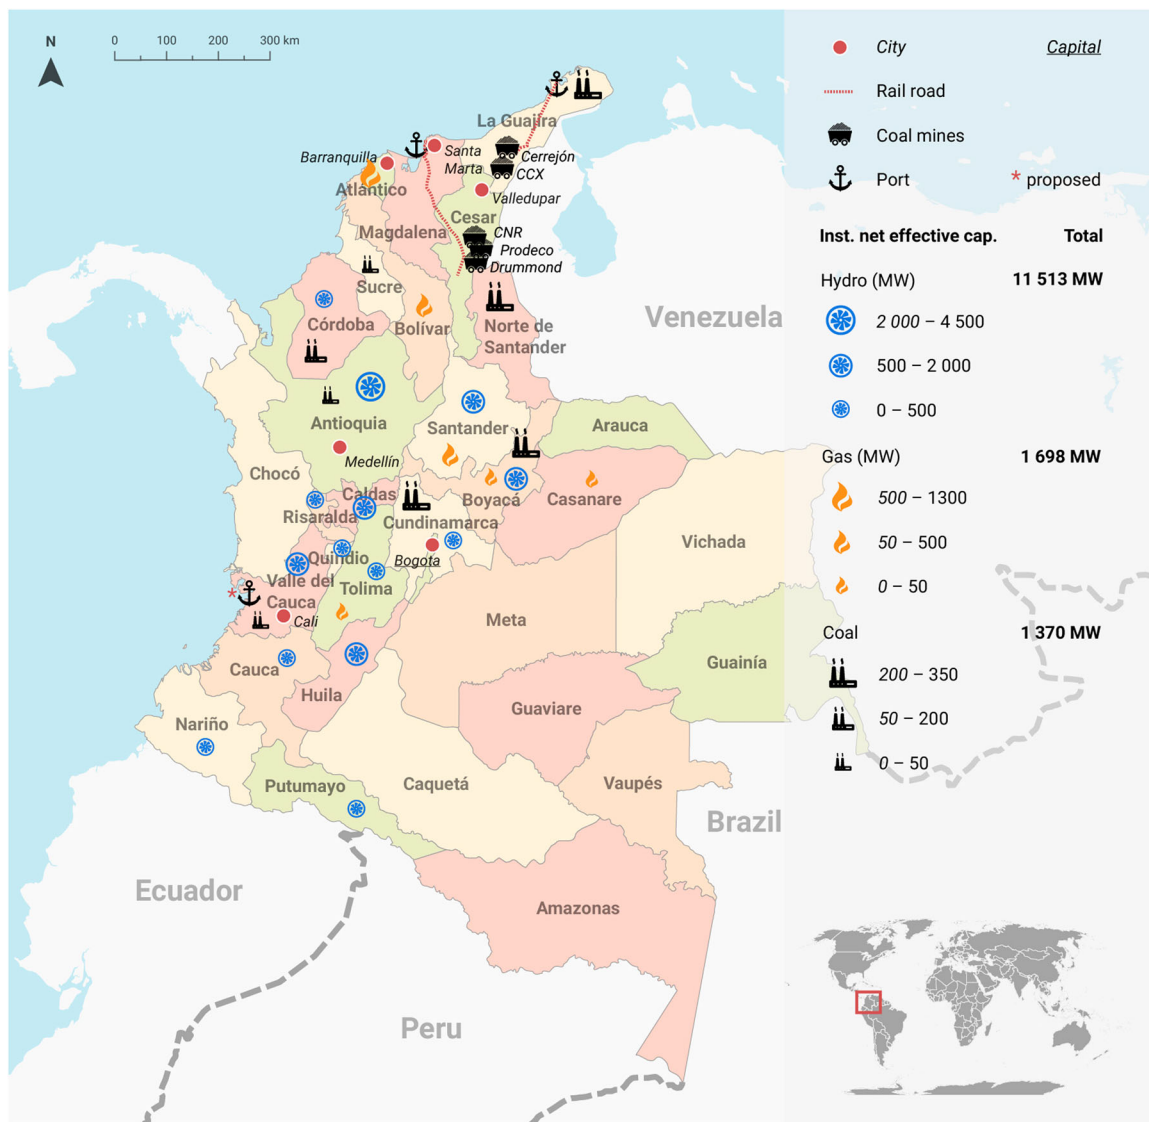 N
0 100 200 300 km
City Capital
Rail road
Coal mines
Port * proposed
Inst. net effective cap. Total
Hydro (MW) 11 513 MW
2 000 – 4 500
500 – 2 000
0 – 500
Gas (MW) 1 698 MW
500 – 1300
50 – 500
0 – 50
Coal 1 370 MW
200 – 350
50 – 200
0 – 50
La Guajira
Barranquilla
Santa
Marta
Cerrejón
CCX
Atlántico
Valledupar
Cesar
Magdalena
CNR
Prodeco
Drummond
Sucre
Córdoba
Bolívar
Norte de
Santander
Venezuela
Antioquia
Santander
Arauca
Medellín
Chocó
Caldas
Boyacá
Casanare
Risaralda
Cundinamarca
Vichada
Quindio
Bogota
Valle del
Cauca
Tolima
*
Cali
Meta
Cauca
Guainía
Huila
Guaviare
Nariño
Putumayo
Caquetá
Vaupés
Brazil
Ecuador
Amazonas
Peru